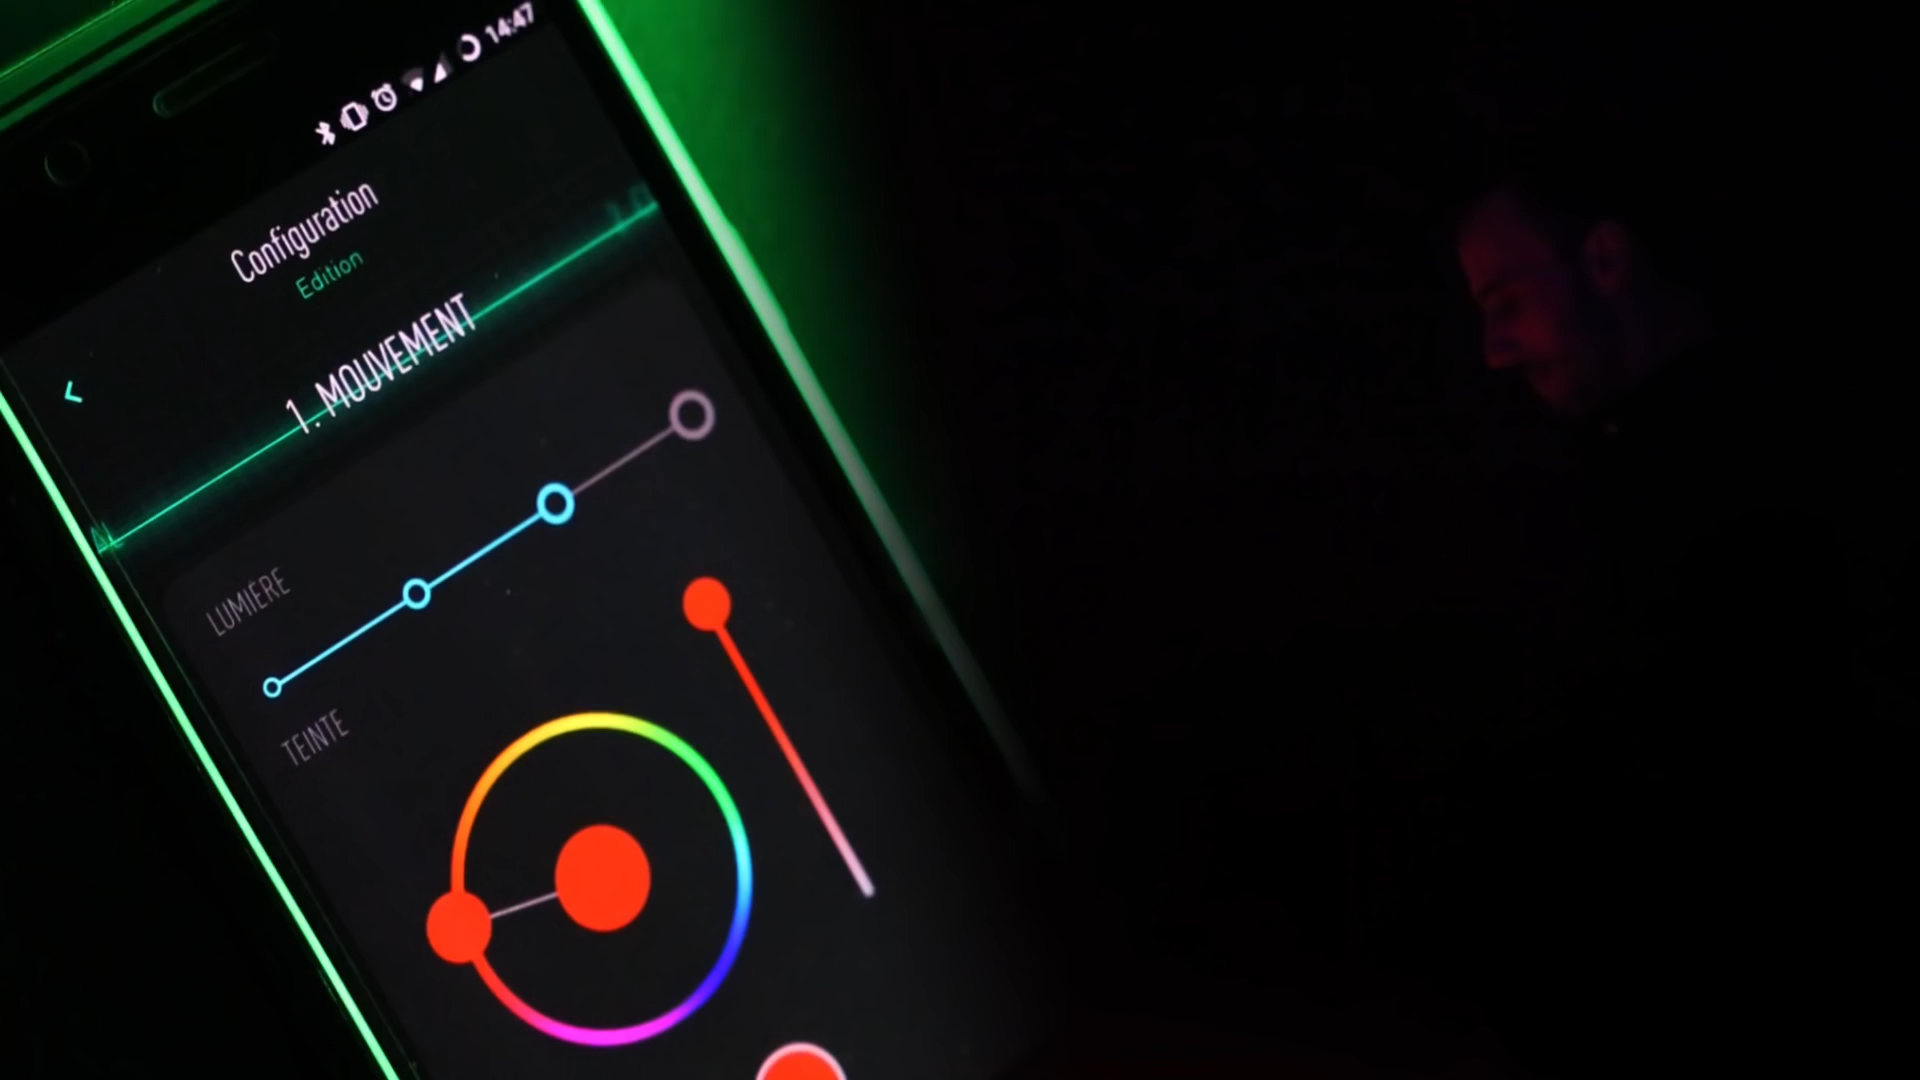 14:47
Configuration
Edition
1. MOUVEMENT
LUMIÈRE
TEINTE